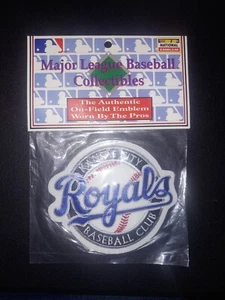 Major League Baseball
Collectibles
The Authentic
On-Field Emblem
Worn By The Pros
KANSAS CITY
Royals
BASEBALL CLUB